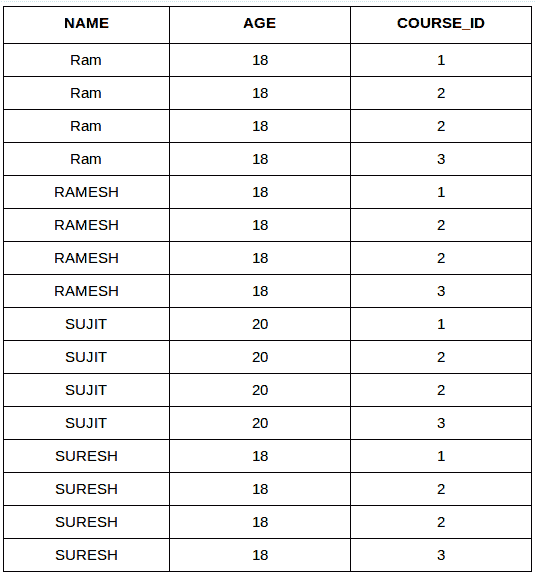 NAME AGE COURSE_ID
Ram 18 1
Ram 18 2
Ram 18 2
Ram 18 3
RAMESH 18 1
RAMESH 18 2
RAMESH 18 2
RAMESH 18 3
SUJIT 20 1
SUJIT 20 2
SUJIT 20 2
SUJIT 20 3
SURESH 18 1
SURESH 18 2
SURESH 18 2
SURESH 18 3